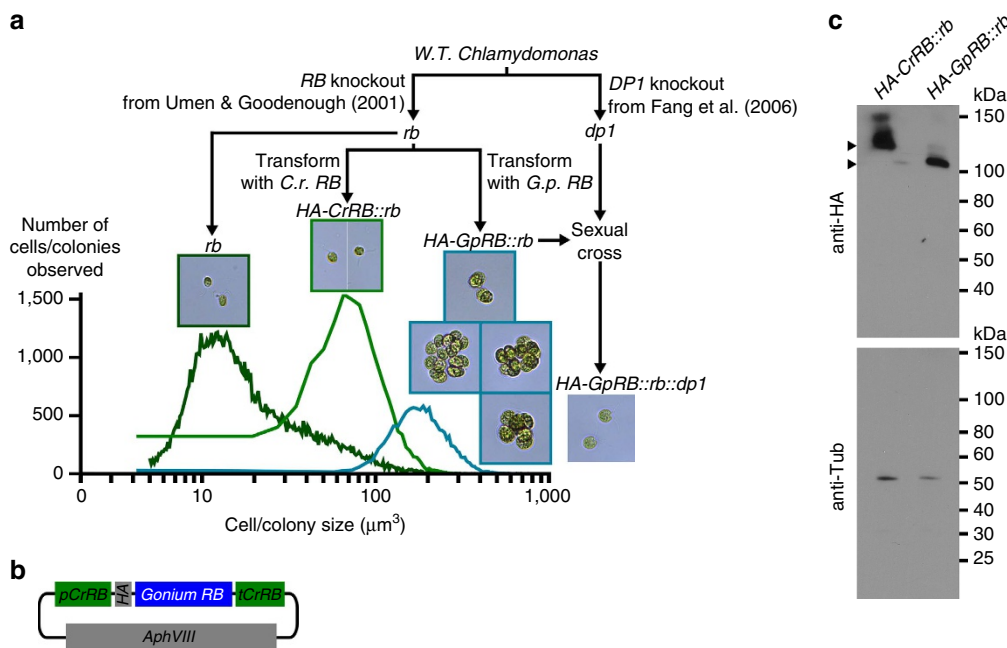 a
W.T. Chlamydomonas
RB knockout
from Umen & Goodenough (2001)
DP1 knockout
from Fang et al. (2006)
rb
dp1
Transform
with C.r. RB
Transform
with G.p. RB
Number of
cells/colonies
observed
rb
HA-CrRB::rb
HA-GpRB::rb
Sexual
cross
HA-GpRB::rb::dp1
1,500
1,000
500
0
0
10
100
1,000
Cell/colony size (μm³)
b
pCrRB
HA
Gonium RB
tCrRB
AphVIII
c
HA-CrRB::rb
HA-GpRB::rb
kDa
150
100
80
60
50
40
anti-HA
kDa
150
100
80
60
50
40
30
25
anti-Tub